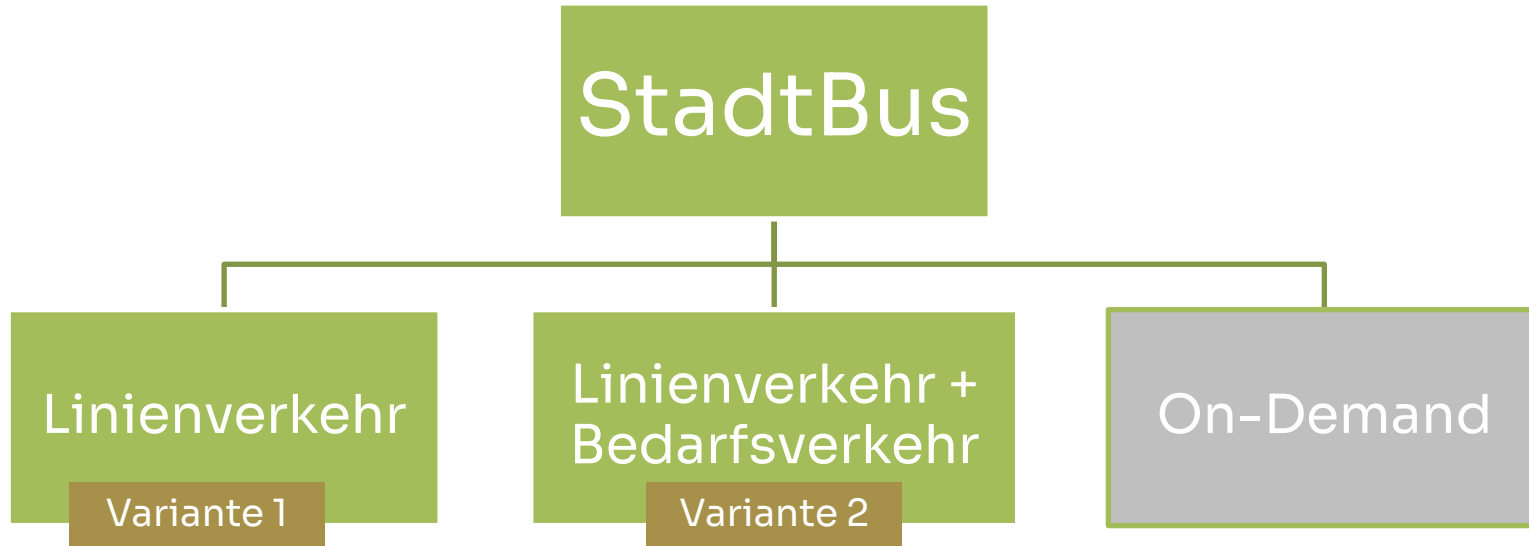 StadtBus
Linienverkehr
Variante 1
Linienverkehr +
Bedarfsverkehr
Variante 2
On-Demand